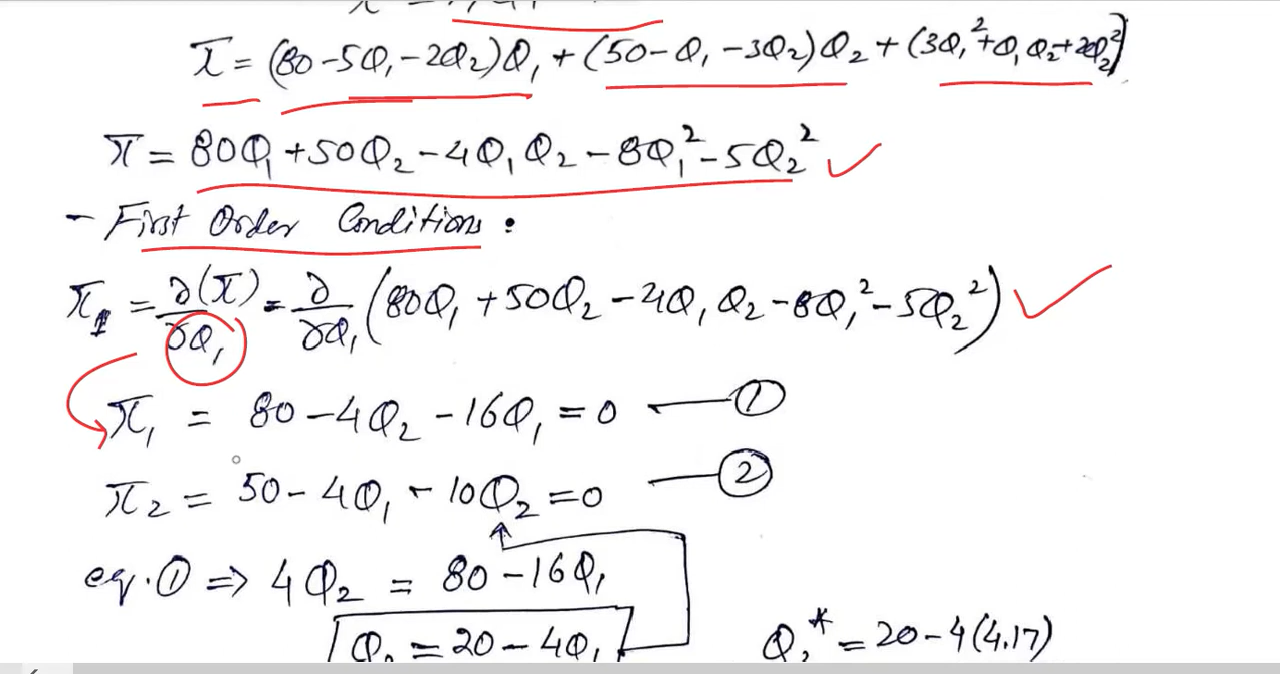 π = (80-5Q₁-2Q₂)Q₁ + (50-Q₁-3Q₂)Q₂ + (3Q₁²+Q₁Q₂+2Q₂²)
π = 80Q₁ +50Q₂ -4Q₁Q₂ -8Q₁² -5Q₂²
- First Order Conditions :
π₁ = ∂(π)/∂Q₁ = ∂/∂Q₁ (80Q₁ +50Q₂ -4Q₁Q₂ -8Q₁² -5Q₂²)
π₁ = 80-4Q₂ -16Q₁ = 0 ①
π₂ = 50-4Q₁ - 10Q₂ = 0 ②
eq.① => 4Q₂ = 80-16Q₁
Q₂ = 20-4Q₁
Q₂* = 20-4(4.17)